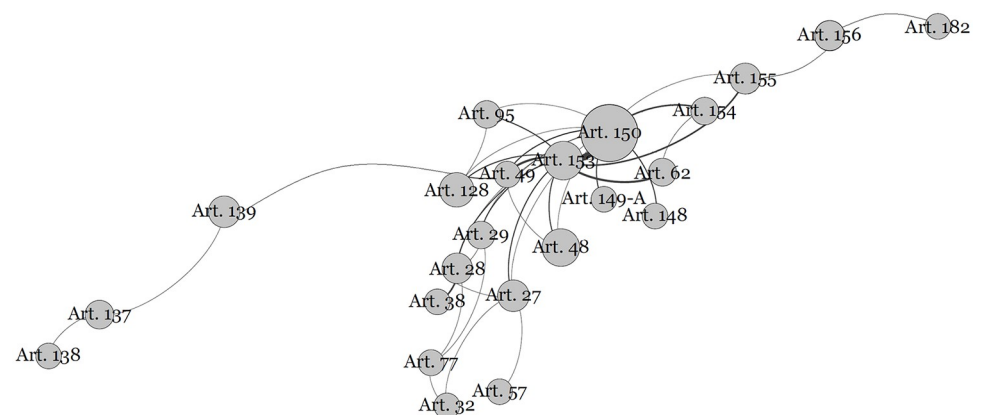 Art. 182
Art. 156
Art. 155
Art. 154
Art. 95
Art. 150
Art. 153
Art. 62
Art. 49
Art. 128
Art. 149-A
Art. 139
Art. 148
Art. 29
Art. 48
Art. 28
Art. 27
Art. 38
Art. 137
Art. 138
Art. 77
Art. 57
Art. 32